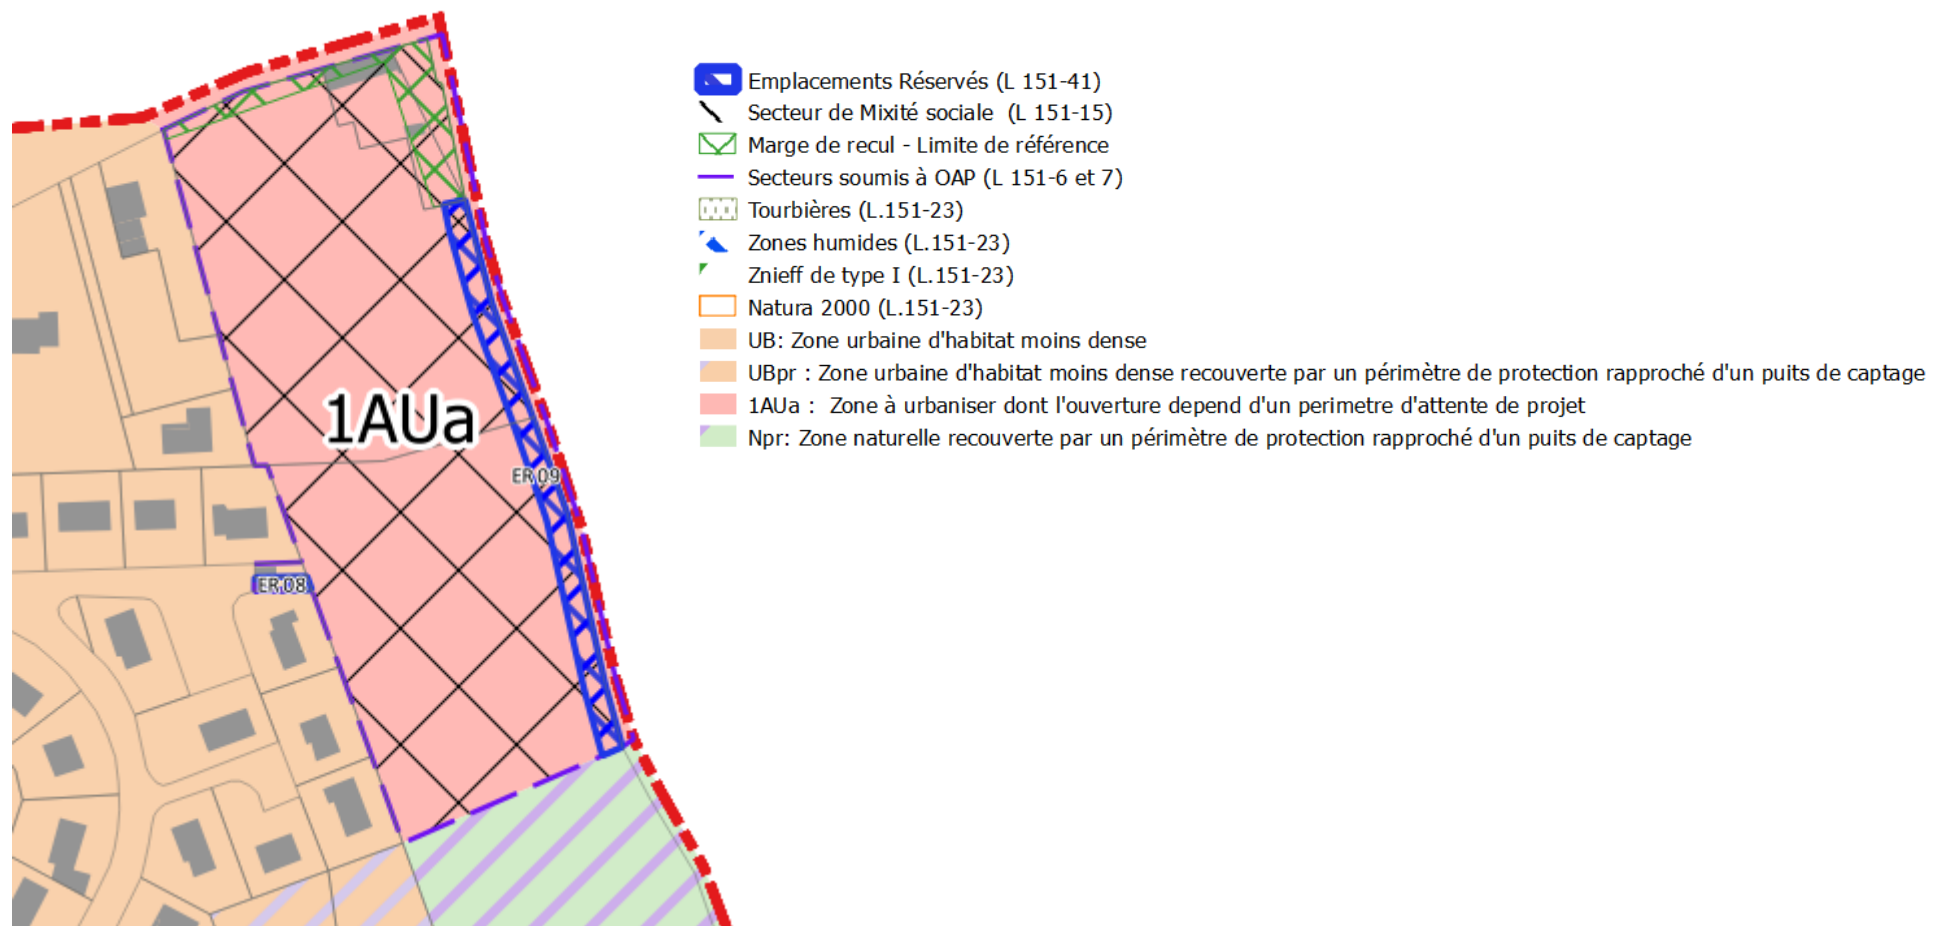 Emplacements Réservés (L 151-41)
Secteur de Mixité sociale (L 151-15)
Marge de recul - Limite de référence
Secteurs soumis à OAP (L 151-6 et 7)
Tourbières (L.151-23)
Zones humides (L.151-23)
Znieff de type I (L.151-23)
Natura 2000 (L.151-23)
UB: Zone urbaine d'habitat moins dense
UBpr : Zone urbaine d'habitat moins dense recouverte par un périmètre de protection rapproché d'un puits de captage
1AUa : Zone à urbaniser dont l'ouverture depend d'un perimetre d'attente de projet
Npr: Zone naturelle recouverte par un périmètre de protection rapproché d'un puits de captage
1AUa
ER 09
ER 08